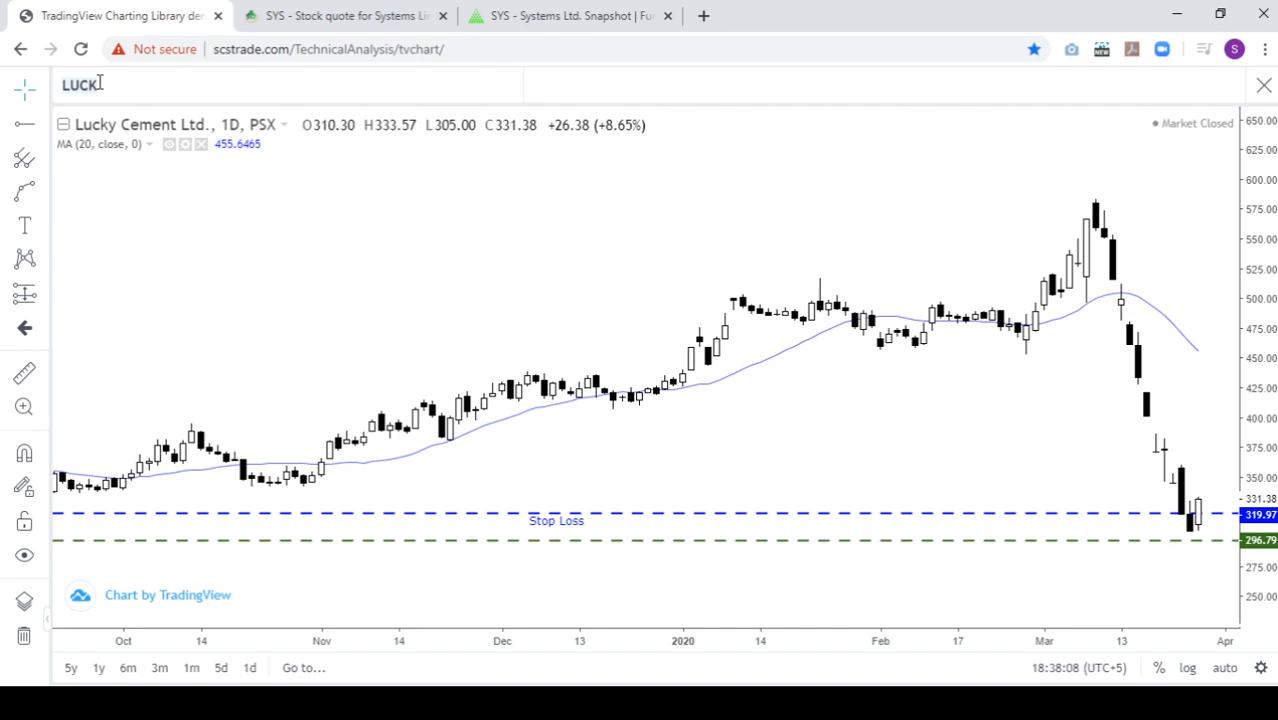 TradingView Charting Library der
SYS - Stock quote for Systems Li
SYS - Systems Ltd. Snapshot | Fu
Not secure
scstrade.com/TechnicalAnalysis/tvchart/
NEW
S
LUCK
Lucky Cement Ltd., 1D, PSX
O310.30 H333.57 L305.00 C331.38 +26.38 (+8.65%)
Market Closed
MA (20, close, 0)
455.6465
650.00
625.00
600.00
575.00
550.00
525.00
500.00
475.00
450.00
425.00
400.00
375.00
350.00
331.38
319.97
296.79
275.00
250.00
Stop Loss
Chart by TradingView
Oct 14 Nov 14 Dec 13 2020 14 Feb 17 Mar 13 Apr
5y 1y 6m 3m 1m 5d 1d Go to...
18:38:08 (UTC+5) % log auto